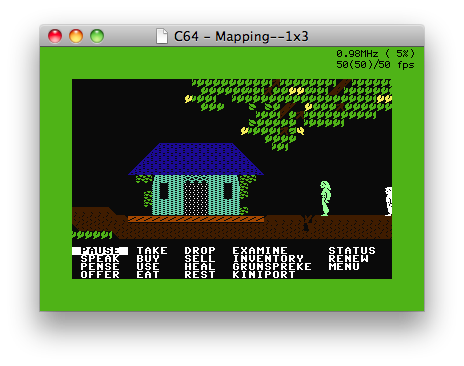 C64 - Mapping--1x3
0.98MHz ( 5%)
50(50)/50 fps
PAUSE TAKE DROP EXAMINE STATUS
SPEAK BUY SELL INVENTORY RENEW
PENSE USE HEAL GRUNSPREKE MENU
OFFER EAT REST KINIPORT